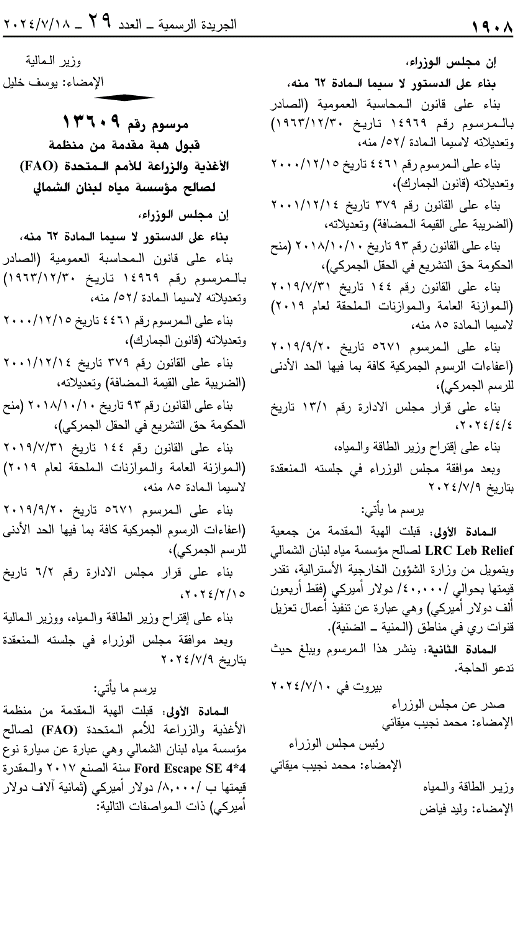 ١٩٠٨
الجريدة الرسمية ــ العدد ٢٩ ــ ٢٠٢٤/٧/١٨
إن مجلس الوزراء،
بناء على الدستور لا سيما المادة ٦٢ منه،
بناء على قانون المحاسبة العمومية (الصادر
بالمرسوم رقم ١٤٩٦٩ تاريخ ١٩٦٣/١٢/٣٠)
وتعديلاته لاسيما المادة /٥٢/ منه،
بناء على المرسوم رقم ٤٤٦١ تاريخ ٢٠٠٠/١٢/١٥
وتعديلاته (قانون الجمارك)،
بناء على القانون رقم ٣٧٩ تاريخ ٢٠٠١/١٢/١٤
(الضريبة على القيمة المضافة) وتعديلاته،
بناء على القانون رقم ٩٣ تاريخ ٢٠١٨/١٠/١٠ (منح
الحكومة حق التشريع في الحقل الجمركي)،
بناء على القانون رقم ١٤٤ تاريخ ٢٠١٩/٧/٣١
(الموازنة العامة والموازنات الملحقة لعام ٢٠١٩)
لاسيما المادة ٨٥ منه،
بناء على المرسوم ٥٦٧١ تاريخ ٢٠١٩/٩/٢٠
(اعفاءات الرسوم الجمركية كافة بما فيها الحد الأدنى
للرسم الجمركي)،
بناء على قرار مجلس الادارة رقم ١٣/١ تاريخ
٢٠٢٤/٤/٤،
بناء على إقتراح وزير الطاقة والمياه،
وبعد موافقة مجلس الوزراء في جلسته المنعقدة
بتاريخ ٢٠٢٤/٧/٩
يرسم ما يأتي:
المادة الأولى: قبلت الهبة المقدمة من جمعية
LRC Leb Relief لصالح مؤسسة مياه لبنان الشمالي
وبتمويل من وزارة الشؤون الخارجية الأسترالية، تقدر
قيمتها بحوالي /٤٠,٠٠٠/ دولار أميركي (فقط أربعون
ألف دولار أميركي) وهي عبارة عن تنفيذ أعمال تعزيل
قنوات ري في مناطق (المنية ــ الضنية).
المادة الثانية: ينشر هذا المرسوم ويبلغ حيث
تدعو الحاجة.
بيروت في ٢٠٢٤/٧/١٠
صدر عن مجلس الوزراء
الإمضاء: محمد نجيب ميقاتي
رئيس مجلس الوزراء
الإمضاء: محمد نجيب ميقاتي
وزير الطاقة والمياه
الإمضاء: وليد فياض
وزير المالية
الإمضاء: يوسف خليل
مرسوم رقم ١٣٦٠٩
قبول هبة مقدمة من منظمة
الأغذية والزراعة للأمم المتحدة (FAO)
لصالح مؤسسة مياه لبنان الشمالي
إن مجلس الوزراء،
بناء على الدستور لا سيما المادة ٦٢ منه،
بناء على قانون المحاسبة العمومية (الصادر
بالمرسوم رقم ١٤٩٦٩ تاريخ ١٩٦٣/١٢/٣٠)
وتعديلاته لاسيما المادة /٥٢/ منه،
بناء على المرسوم رقم ٤٤٦١ تاريخ ٢٠٠٠/١٢/١٥
وتعديلاته (قانون الجمارك)،
بناء على القانون رقم ٣٧٩ تاريخ ٢٠٠١/١٢/١٤
(الضريبة على القيمة المضافة) وتعديلاته،
بناء على القانون رقم ٩٣ تاريخ ٢٠١٨/١٠/١٠ (منح
الحكومة حق التشريع في الحقل الجمركي)،
بناء على القانون رقم ١٤٤ تاريخ ٢٠١٩/٧/٣١
(الموازنة العامة والموازنات الملحقة لعام ٢٠١٩)
لاسيما المادة ٨٥ منه،
بناء على المرسوم ٥٦٧١ تاريخ ٢٠١٩/٩/٢٠
(اعفاءات الرسوم الجمركية كافة بما فيها الحد الأدنى
للرسم الجمركي)،
بناء على قرار مجلس الادارة رقم ٦/٢ تاريخ
٢٠٢٤/٢/١٥،
بناء على إقتراح وزير الطاقة والمياه، ووزير المالية
وبعد موافقة مجلس الوزراء في جلسته المنعقدة
بتاريخ ٢٠٢٤/٧/٩
يرسم ما يأتي:
المادة الأولى: قبلت الهبة المقدمة من منظمة
الأغذية والزراعة للأمم المتحدة (FAO) لصالح
مؤسسة مياه لبنان الشمالي وهي عبارة عن سيارة نوع
Ford Escape SE 4*4 سنة الصنع ٢٠١٧ والمقدرة
قيمتها ب /٨,٠٠٠/ دولار أميركي (ثمانية آلاف دولار
أميركي) ذات المواصفات التالية: